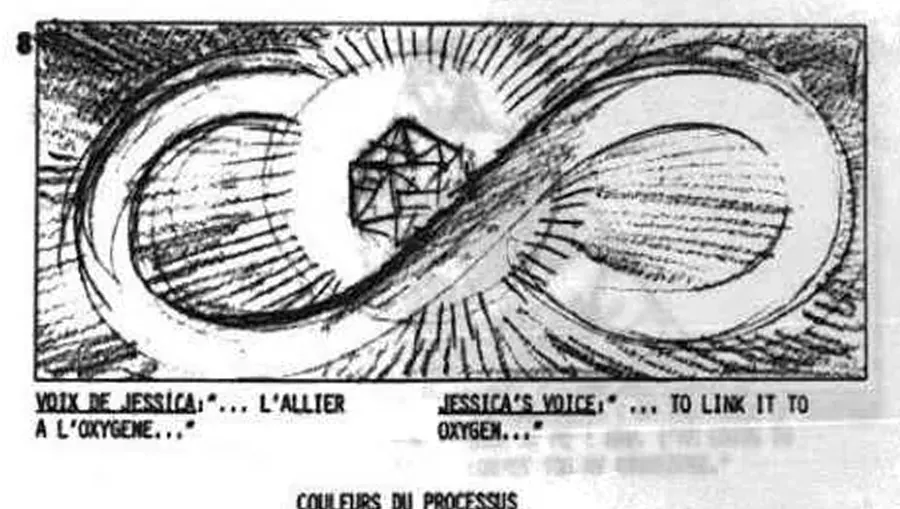 8
VOIX DE JESSICA:"... L'ALLIER
A L'OXYGENE..."
JESSICA'S VOICE:" ... TO LINK IT TO
OXYGEN..."
COULEURS DU PROCESSUS